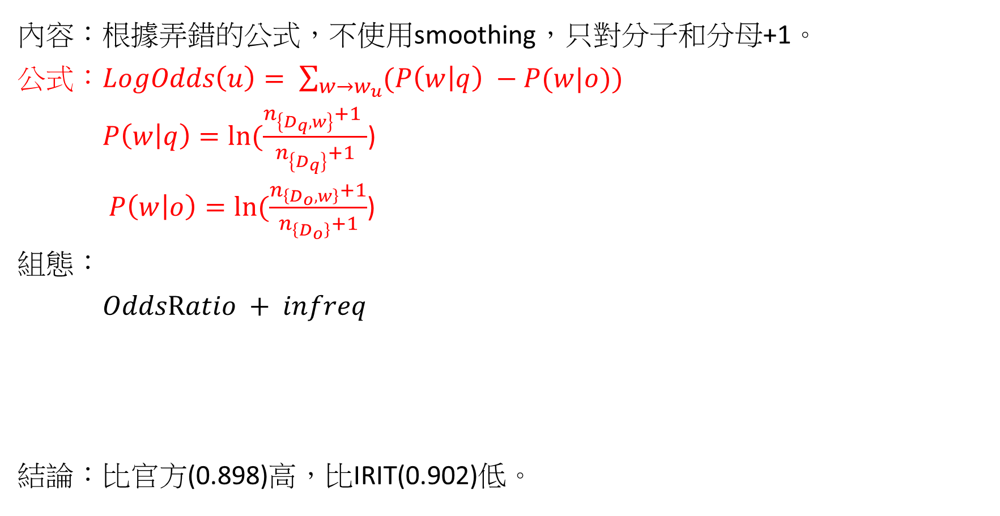 內容：根據弄錯的公式，不使用smoothing，只對分子和分母+1。
公式：LogOdds(u) = ∑_{w→w_u}(P(w|q) − P(w|o))
P(w|q) = ln(\frac{n_{\{D_q,w\}}+1}{n_{\{D_q\}}+1})
P(w|o) = ln(\frac{n_{\{D_o,w\}}+1}{n_{\{D_o\}}+1})
組態：
OddsRatio + infreq
結論：比官方(0.898)高，比IRIT(0.902)低。